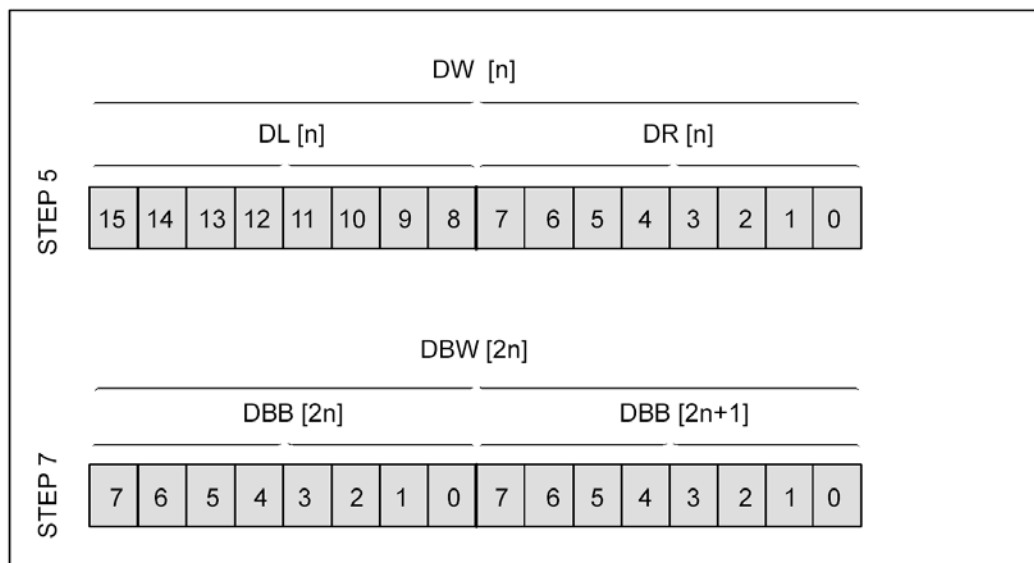 DW [n]
DL [n] DR [n]
STEP 5
15 14 13 12 11 10 9 8 7 6 5 4 3 2 1 0
DBW [2n]
DBB [2n] DBB [2n+1]
STEP 7
7 6 5 4 3 2 1 0 7 6 5 4 3 2 1 0